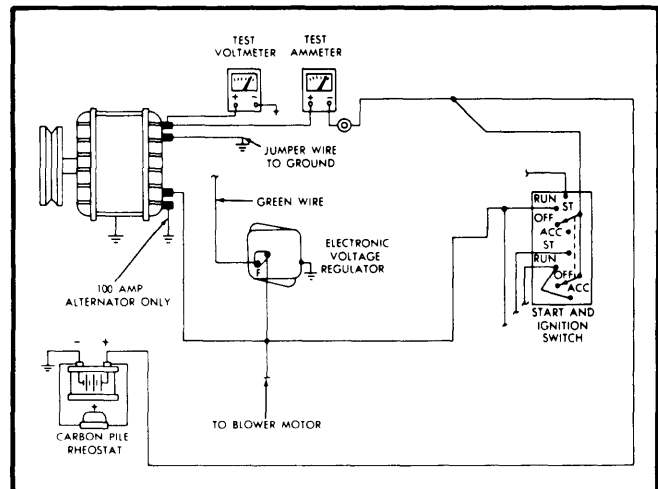 TEST
VOLTMETER
TEST
AMMETER
+ -
+ -
JUMPER WIRE
TO GROUND
GREEN WIRE
RUN
ST
OFF
ACC
ST
RUN
OFF
ACC
F
ELECTRONIC
VOLTAGE
REGULATOR
100 AMP
ALTERNATOR ONLY
START AND
IGNITION
SWITCH
- +
+
CARBON PILE
RHEOSTAT
TO BLOWER MOTOR